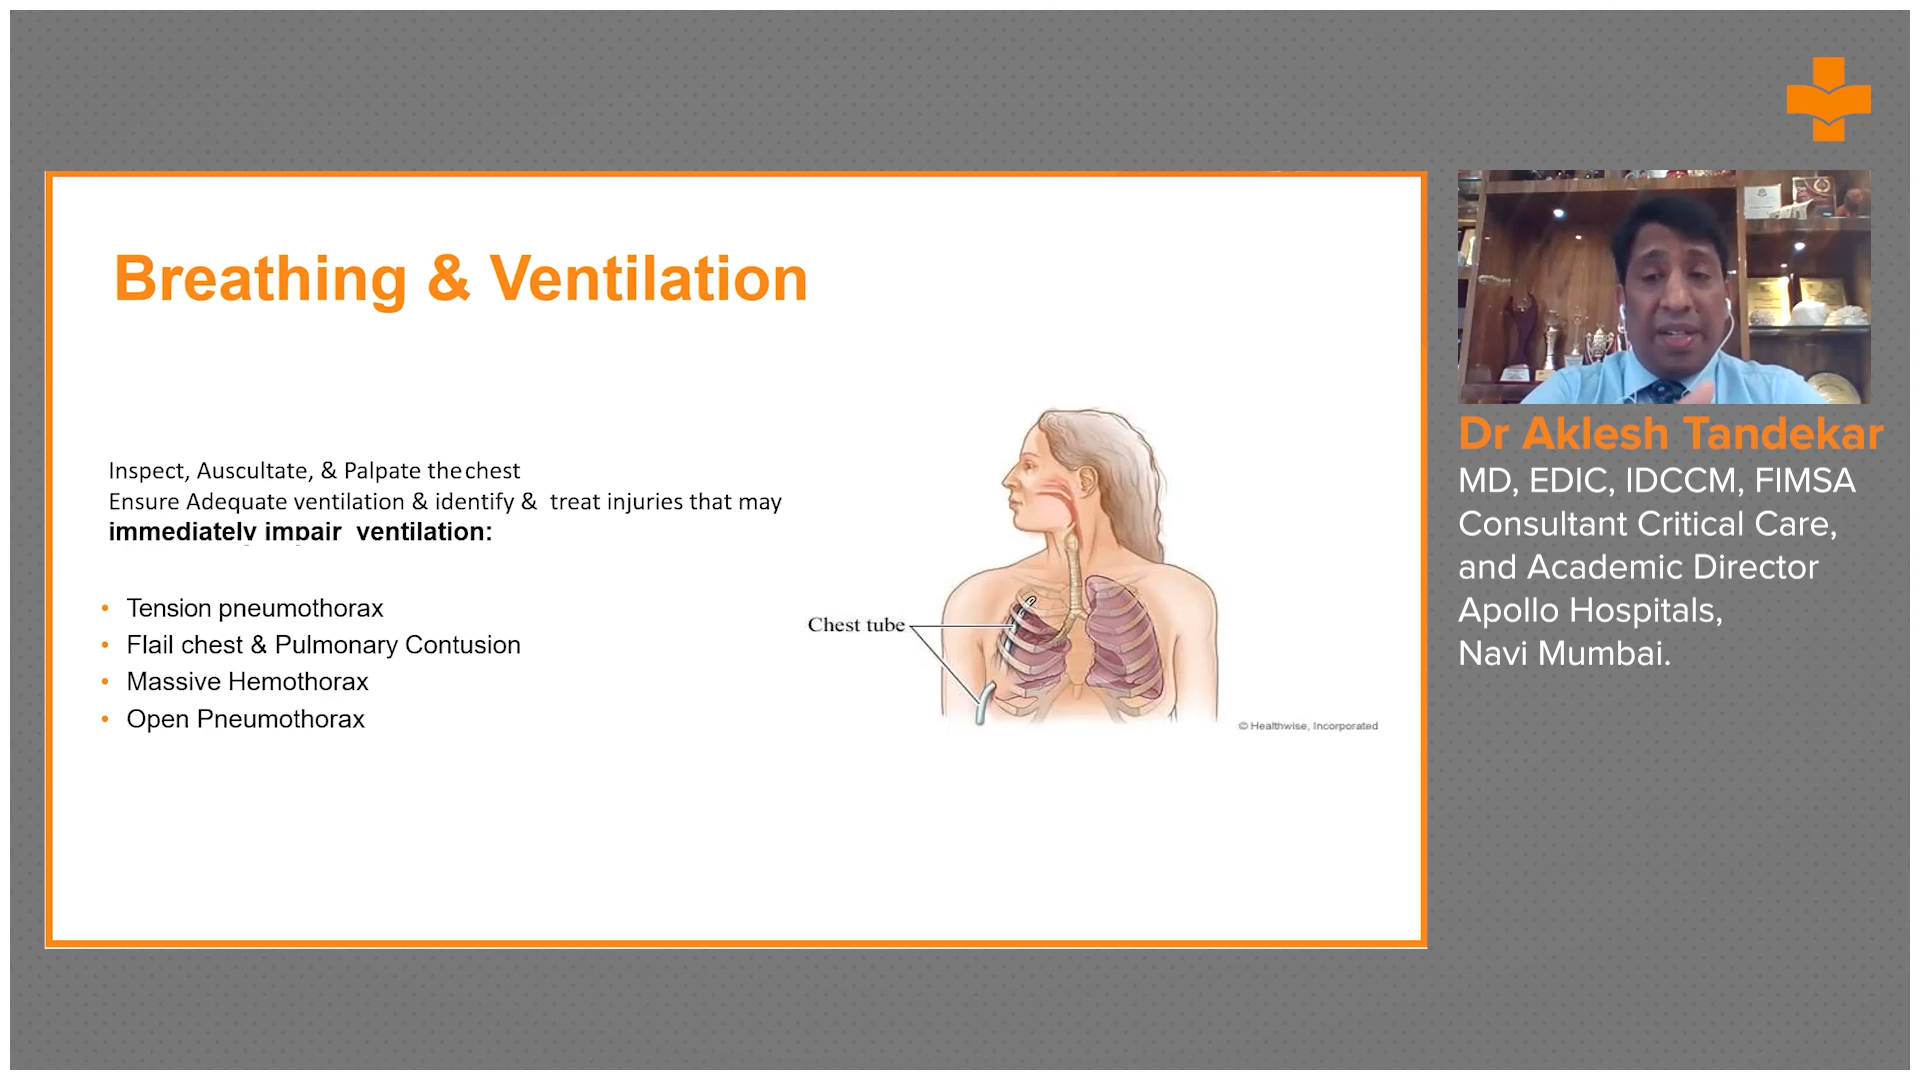 Breathing & Ventilation
Inspect, Auscultate, & Palpate the chest
Ensure Adequate ventilation & identify & treat injuries that may
immediately impair ventilation:
• Tension pneumothorax
• Flail chest & Pulmonary Contusion
• Massive Hemothorax
• Open Pneumothorax
Chest tube
© Healthwise, Incorporated
Dr Aklesh Tandekar
MD, EDIC, IDCCM, FIMSA
Consultant Critical Care,
and Academic Director
Apollo Hospitals,
Navi Mumbai.